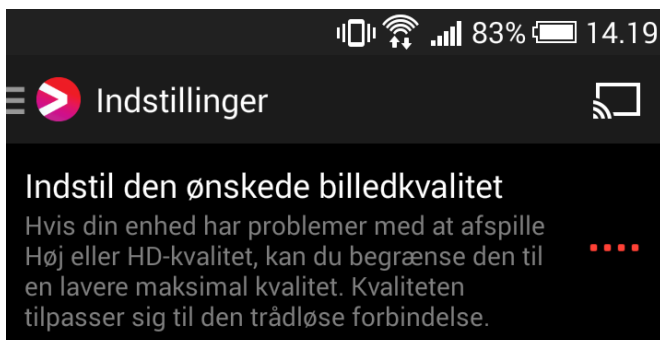 83% 14.19
Indstillinger
Indstil den ønskede billedkvalitet
Hvis din enhed har problemer med at afspille
Høj eller HD-kvalitet, kan du begrænse den til
en lavere maksimal kvalitet. Kvaliteten
tilpasser sig til den trådløse forbindelse.